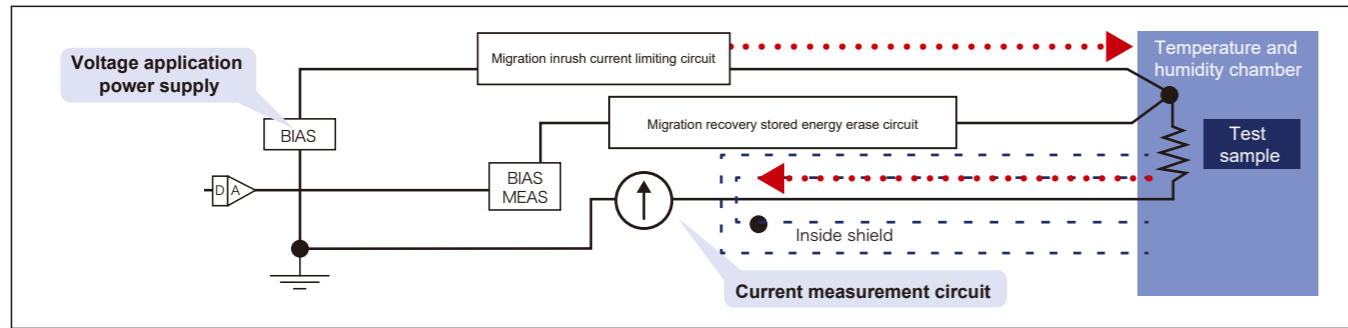 Voltage application
power supply
Migration inrush current limiting circuit
Temperature and
humidity chamber
BIAS
Migration recovery stored energy erase circuit
Test
sample
D A
BIAS
MEAS
Inside shield
Current measurement circuit